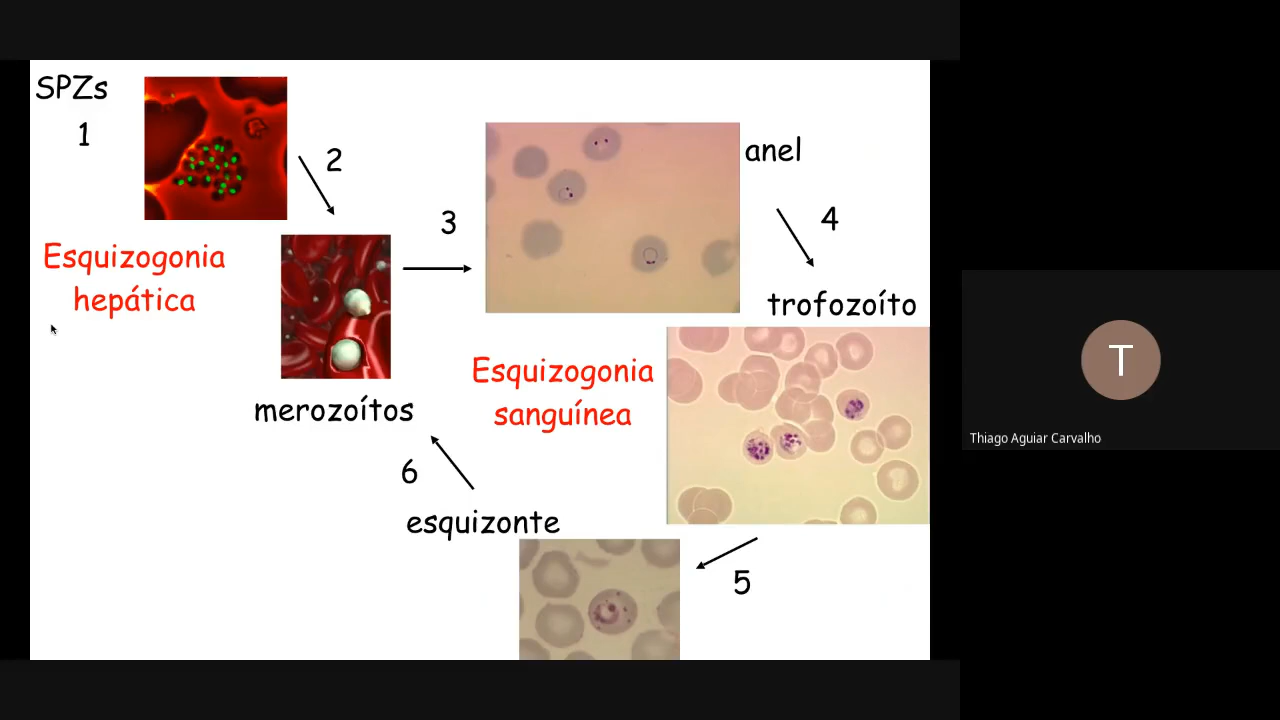 SPZs
1
2
Esquizogonia
hepática
merozoítos
3
anel
4
trofozoíto
Esquizogonia
sanguínea
5
esquizonte
6
T
Thiago Aguiar Carvalho